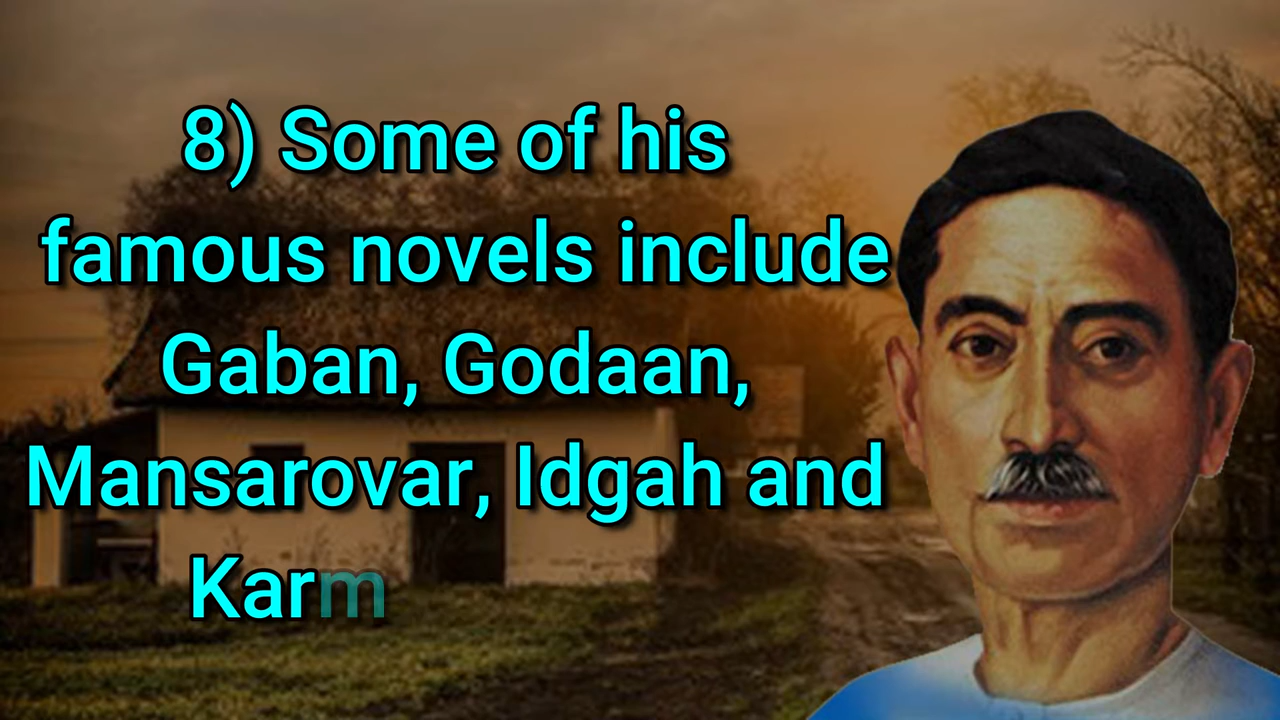 8) Some of his
famous novels include
Gaban, Godaan,
Mansarovar, Idgah and
Karm